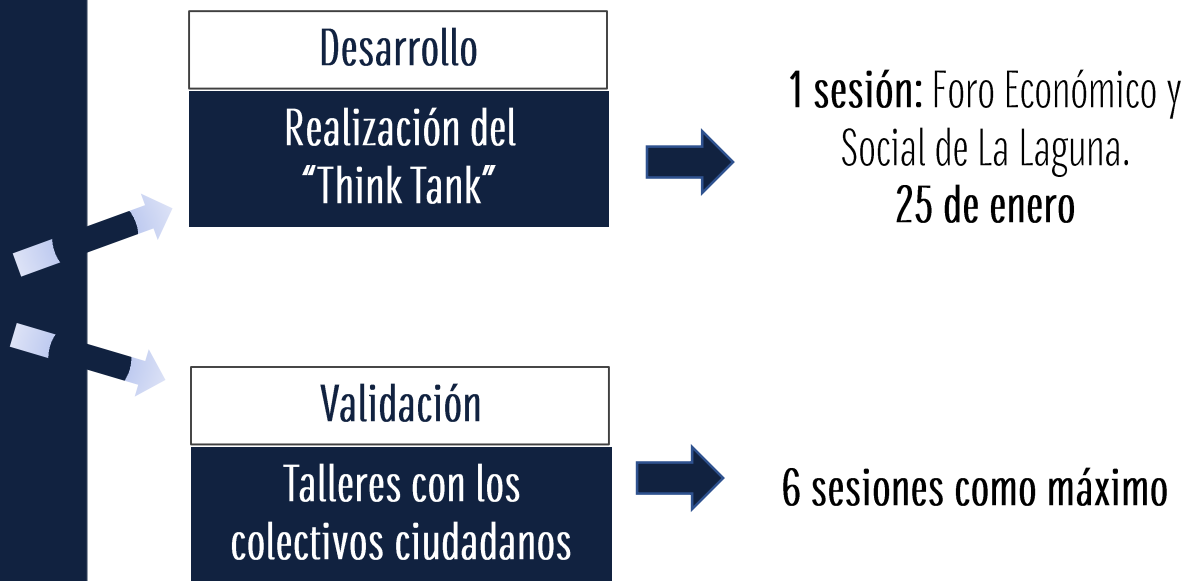 Desarrollo
Realización del
“Think Tank”
1 sesión: Foro Económico y
Social de La Laguna.
25 de enero
Validación
Talleres con los
colectivos ciudadanos
6 sesiones como máximo